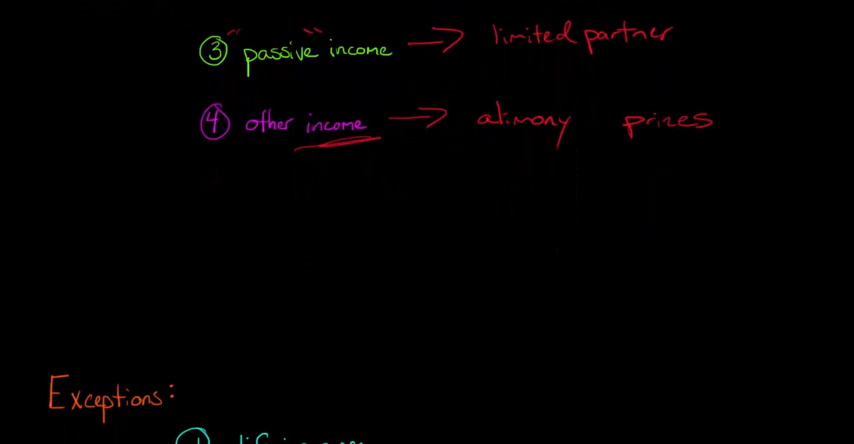 ③ "passive" income → limited partner
④ other income → alimony prizes
Exceptions: